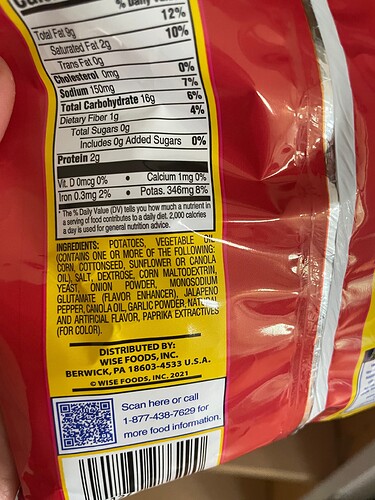 % Daily
12%
Total Fat 9g
10%
Saturated Fat 2g
Trans Fat 0g
0%
Cholesterol 0mg
7%
Sodium 150mg
6%
Total Carbohydrate 16g
4%
Dietary Fiber 1g
Total Sugars 0g
Includes 0g Added Sugars 0%
Protein 2g
Vit. D 0mcg 0% • Calcium 1mg 0%
Iron 0.3mg 2% • Potas. 346mg 8%
* The % Daily Value (DV) tells you how much a nutrient in
a serving of food contributes to a daily diet. 2,000 calories
a day is used for general nutrition advice.
INGREDIENTS: POTATOES, VEGETABLE OIL
(CONTAINS ONE OR MORE OF THE FOLLOWING:
CORN, COTTONSEED, SUNFLOWER OR CANOLA
OIL), SALT, DEXTROSE, CORN MALTODEXTRIN,
YEAST, ONION POWDER, MONOSODIUM
GLUTAMATE (FLAVOR ENHANCER), JALAPENO
PEPPER, CANOLA OIL, GARLIC POWDER, NATURAL
AND ARTIFICIAL FLAVOR, PAPRIKA EXTRACTIVES
(FOR COLOR).
DISTRIBUTED BY:
WISE FOODS, INC.
BERWICK, PA 18603-4533 U.S.A.
© WISE FOODS, INC. 2021
Scan here or call
1-877-438-7629 for
more food information.